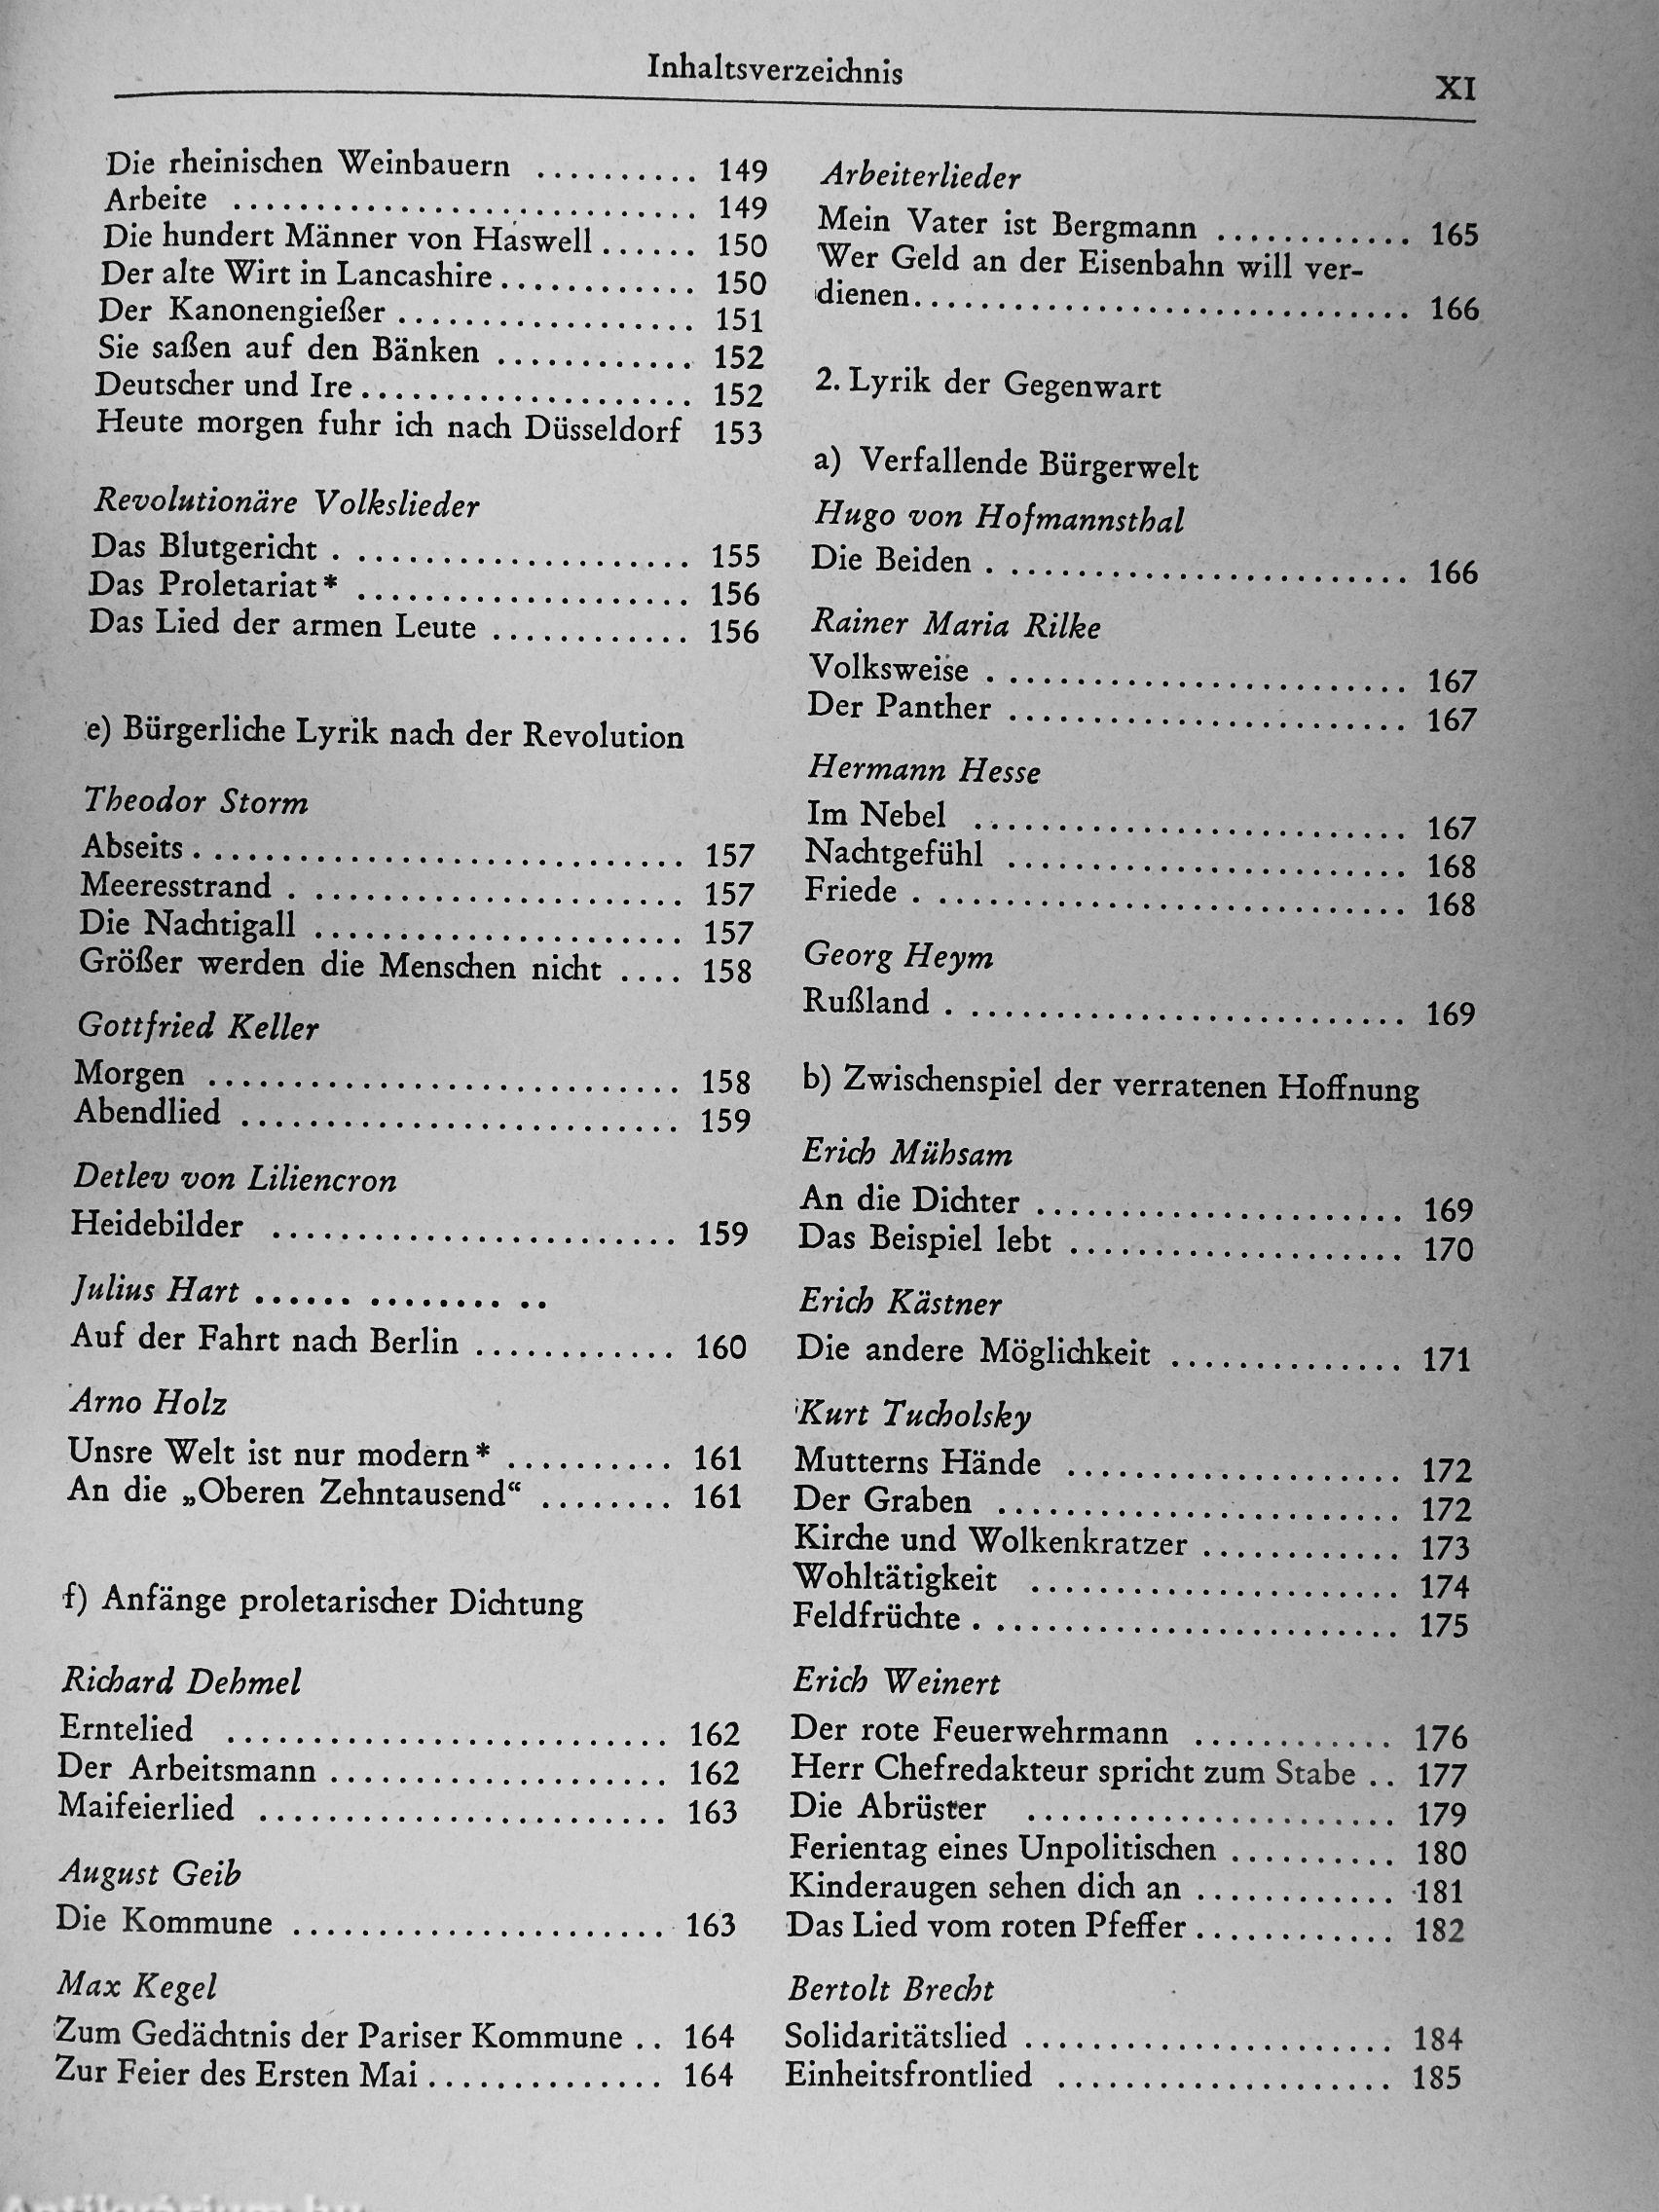 Inhaltsverzeichnis
XI
Die rheinischen Weinbauern .......... 149
Arbeite ............................ 149
Die hundert Männer von Haswell ...... 150
Der alte Wirt in Lancashire ............ 150
Der Kanonengießer .................. 151
Sie saßen auf den Bänken ............ 152
Deutscher und Ire .................... 152
Heute morgen fuhr ich nach Düsseldorf 153
Revolutionäre Volkslieder
Das Blutgericht ..................... 155
Das Proletariat* .................... 156
Das Lied der armen Leute ............ 156
e) Bürgerliche Lyrik nach der Revolution
Theodor Storm
Abseits .............................. 157
Meeresstrand ........................ 157
Die Nachtigall ...................... 157
Größer werden die Menschen nicht .... 158
Gottfried Keller
Morgen ............................. 158
Abendlied ........................... 159
Detlev von Liliencron
Heidebilder ......................... 159
Julius Hart ...... ........ ..
Auf der Fahrt nach Berlin ............ 160
Arno Holz
Unsre Welt ist nur modern* .......... 161
An die „Oberen Zehntausend“ ........ 161
f) Anfänge proletarischer Dichtung
Richard Dehmel
Erntelied ........................... 162
Der Arbeitsmann ..................... 162
Maifeierlied ......................... 163
August Geib
Die Kommune ....................... 163
Max Kegel
Zum Gedächtnis der Pariser Kommune .. 164
Zur Feier des Ersten Mai .............. 164
Arbeiterlieder
Mein Vater ist Bergmann ............ 165
Wer Geld an der Eisenbahn will ver-
dienen .............................. 166
2. Lyrik der Gegenwart
a) Verfallende Bürgerwelt
Hugo von Hofmannsthal
Die Beiden ......................... 166
Rainer Maria Rilke
Volksweise ......................... 167
Der Panther ........................ 167
Hermann Hesse
Im Nebel .......................... 167
Nachtgefühl ........................ 168
Friede .............................. 168
Georg Heym
Rußland ............................ 169
b) Zwischenspiel der verratenen Hoffnung
Erich Mühsam
An die Dichter ...................... 169
Das Beispiel lebt .................... 170
Erich Kästner
Die andere Möglichkeit .............. 171
Kurt Tucholsky
Mutterns Hände .................... 172
Der Graben ........................ 172
Kirche und Wolkenkratzer ............ 173
Wohltätigkeit ...................... 174
Feldfrüchte ......................... 175
Erich Weinert
Der rote Feuerwehrmann ............ 176
Herr Chefredakteur spricht zum Stabe .. 177
Die Abrüster ...................... 179
Ferientag eines Unpolitischen .......... 180
Kinderaugen sehen dich an ............ 181
Das Lied vom roten Pfeffer ............ 182
Bertolt Brecht
Solidaritätslied ...................... 184
Einheitsfrontlied .................... 185